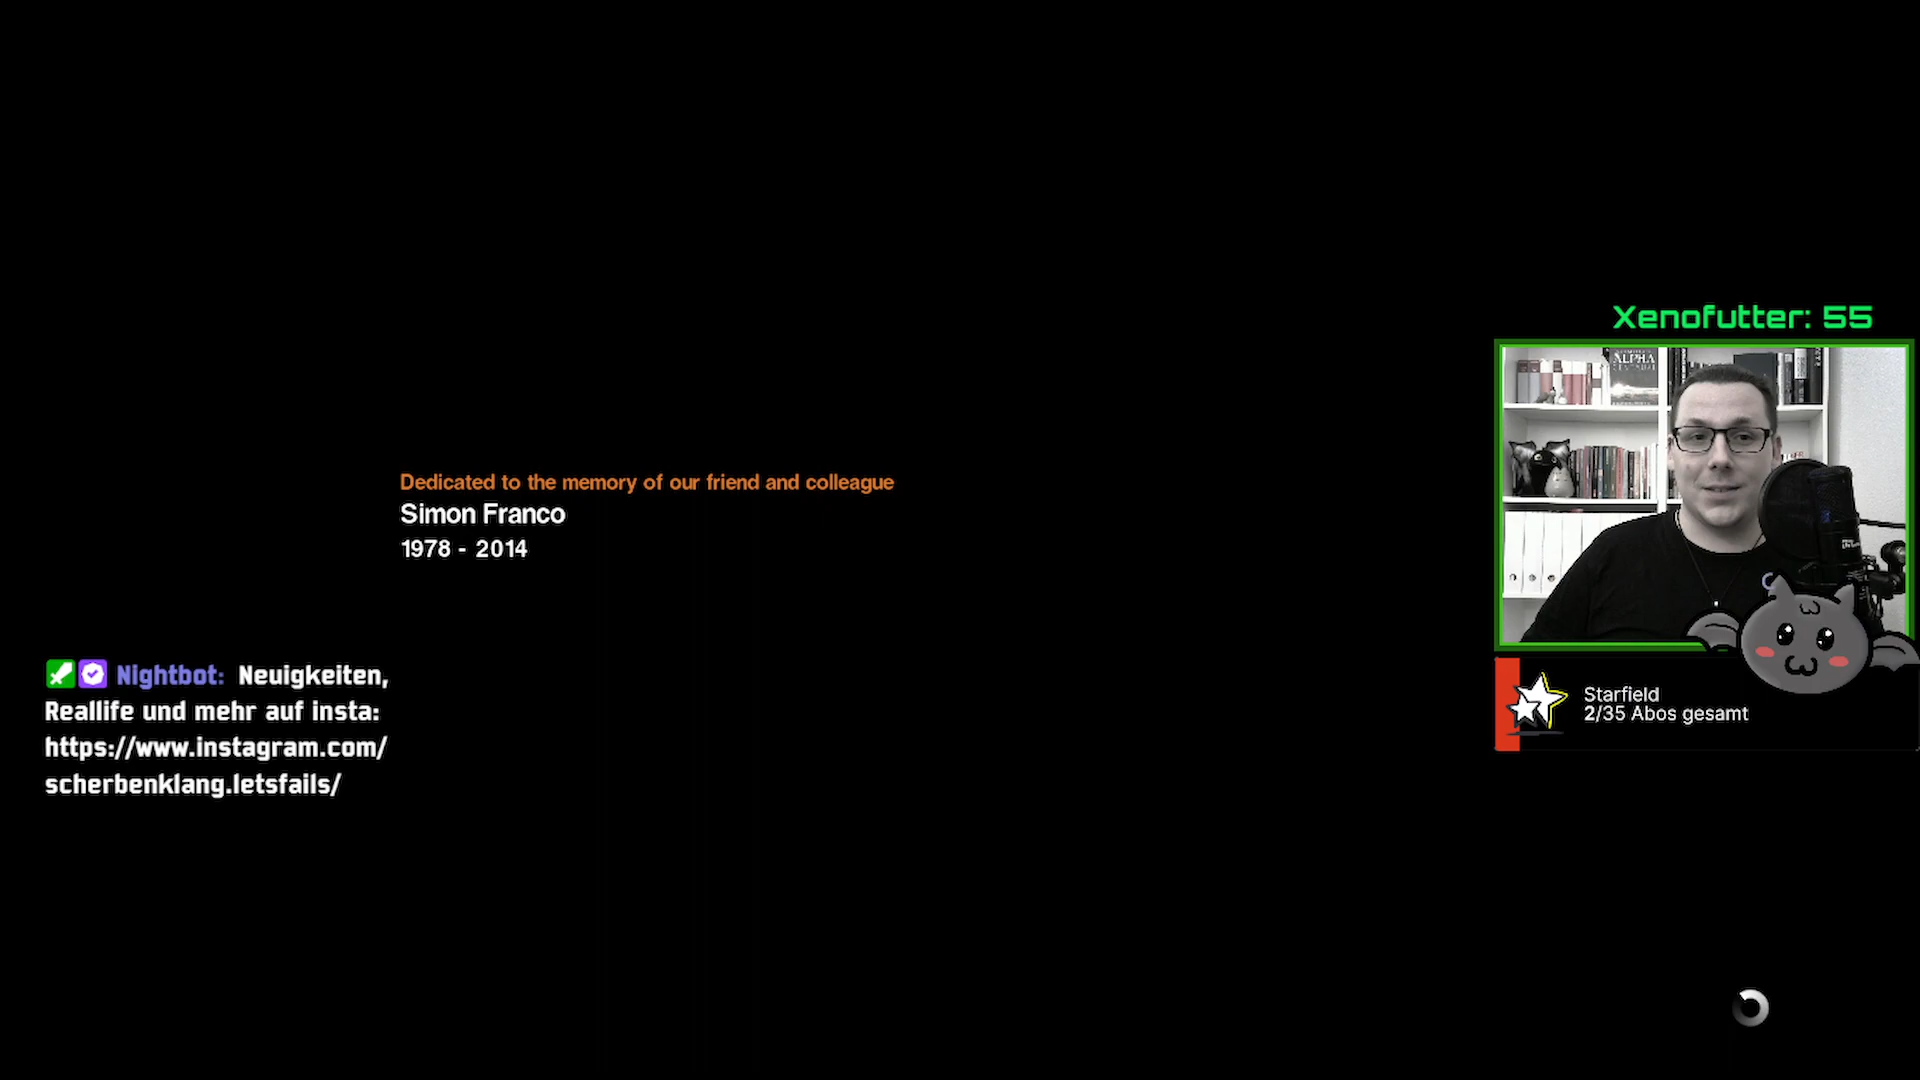 Xenofutter: 55
ALPHA
Dedicated to the memory of our friend and colleague
Simon Franco
1978 - 2014
Nightbot: Neuigkeiten,
Reallife und mehr auf insta:
https://www.instagram.com/
scherbenklang.letsfails/
Starfield
2/35 Abos gesamt